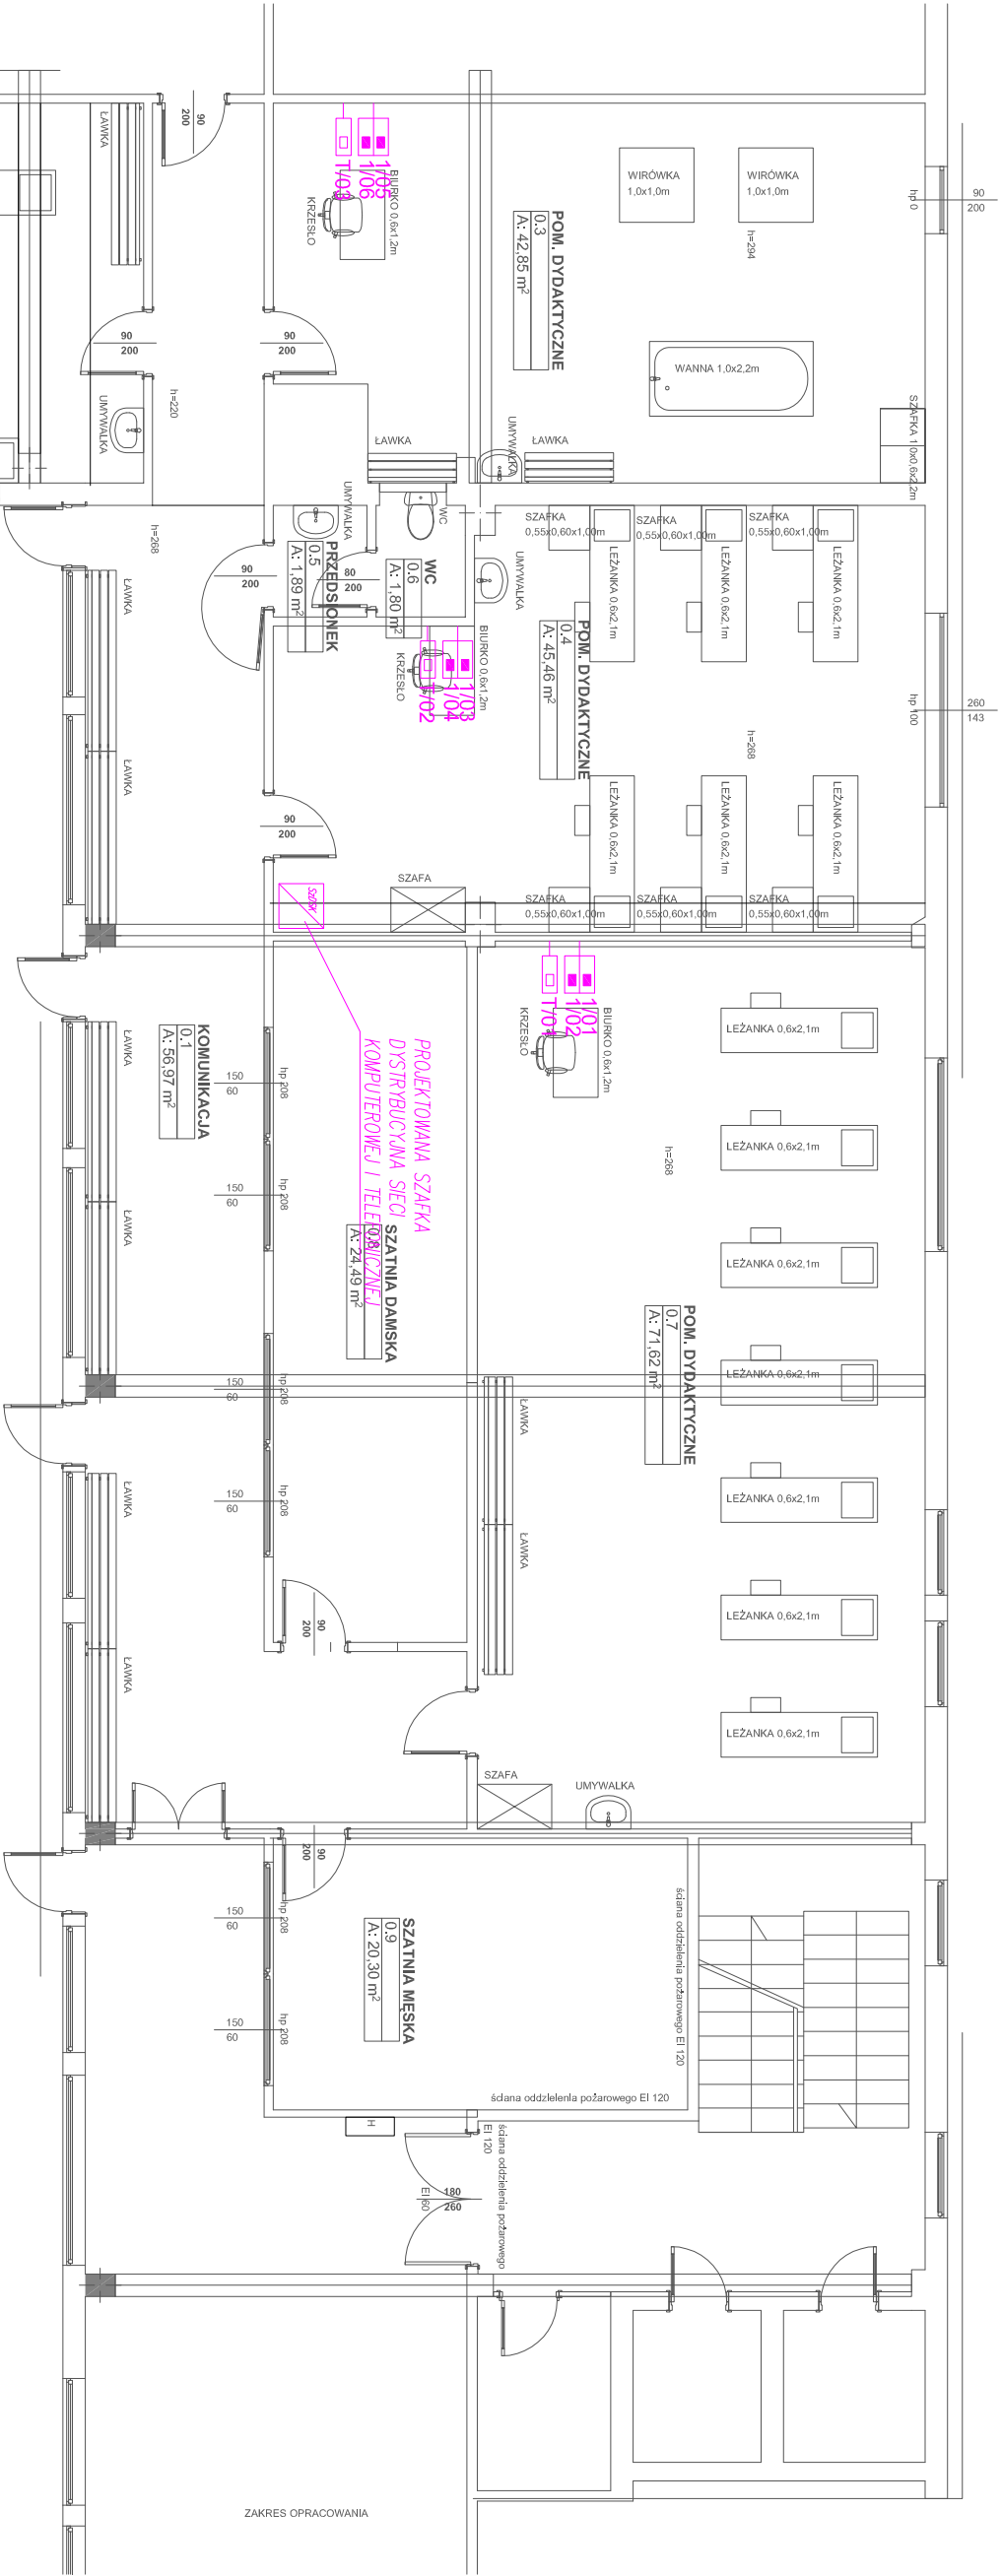 90
200
ŁAWKA
90
200
UMYWALKA
h=220
90
200
1/05
1/06
T/03
BIURKO 0,6x1,2m
KRZESŁO
POM. DYDAKTYCZNE
0.3
A: 42,85 m²
WIRÓWKA
1,0x1,0m
WIRÓWKA
1,0x1,0m
h=294
hp 0
90
200
WANNA 1,0x2,2m
SZAFKA 1,0x0,6x2,2m
ŁAWKA
UMYWALKA
ŁAWKA
WC
UMYWALKA
h=268
90
200
PRZEDSIONEK
0.5
A: 1,89 m²
80
200
WC
0.6
A: 1,80 m²
UMYWALKA
SZAFKA
0,55x0,60x1,00m
SZAFKA
0,55x0,60x1,00m
SZAFKA
0,55x0,60x1,00m
LEŻANKA 0,6x2,1m
LEŻANKA 0,6x2,1m
LEŻANKA 0,6x2,1m
ŁAWKA
BIURKO 0,6x1,2m
KRZESŁO
1/03
1/04
T/02
POM. DYDAKTYCZNE
0.4
A: 45,46 m²
hp 100
260
143
h=268
ŁAWKA
90
200
LEŻANKA 0,6x2,1m
LEŻANKA 0,6x2,1m
LEŻANKA 0,6x2,1m
SZAFA
SZAFKA
0,55x0,60x1,00m
SZAFKA
0,55x0,60x1,00m
SZAFKA
0,55x0,60x1,00m
1/01
1/02
T/01
BIURKO 0,6x1,2m
KRZESŁO
LEŻANKA 0,6x2,1m
LEŻANKA 0,6x2,1m
LEŻANKA 0,6x2,1m
LEŻANKA 0,6x2,1m
LEŻANKA 0,6x2,1m
LEŻANKA 0,6x2,1m
LEŻANKA 0,6x2,1m
h=268
KOMUNIKACJA
0.1
A: 56,97 m²
ŁAWKA
ŁAWKA
150
60
hp 208
150
60
hp 208
PROJEKTOWANA SZAFKA
DYSTRYBUCYJNA SIECI
KOMPUTEROWEJ I TELEFONICZNEJ
SZATNIA DAMSKA
0.8
A: 24,49 m²
POM. DYDAKTYCZNE
0.7
A: 71,62 m²
150
60
hp 208
150
60
hp 208
ŁAWKA
ŁAWKA
ŁAWKA
ŁAWKA
90
200
SZAFA
UMYWALKA
90
200
150
60
hp 208
150
60
hp 208
SZATNIA MĘSKA
0.9
A: 20,30 m²
ściana oddzielenia pożarowego EI 120
ściana oddzielenia pożarowego EI 120
H
ściana oddzielenia pożarowego
EI 120
180
260
EI 60
ZAKRES OPRACOWANIA